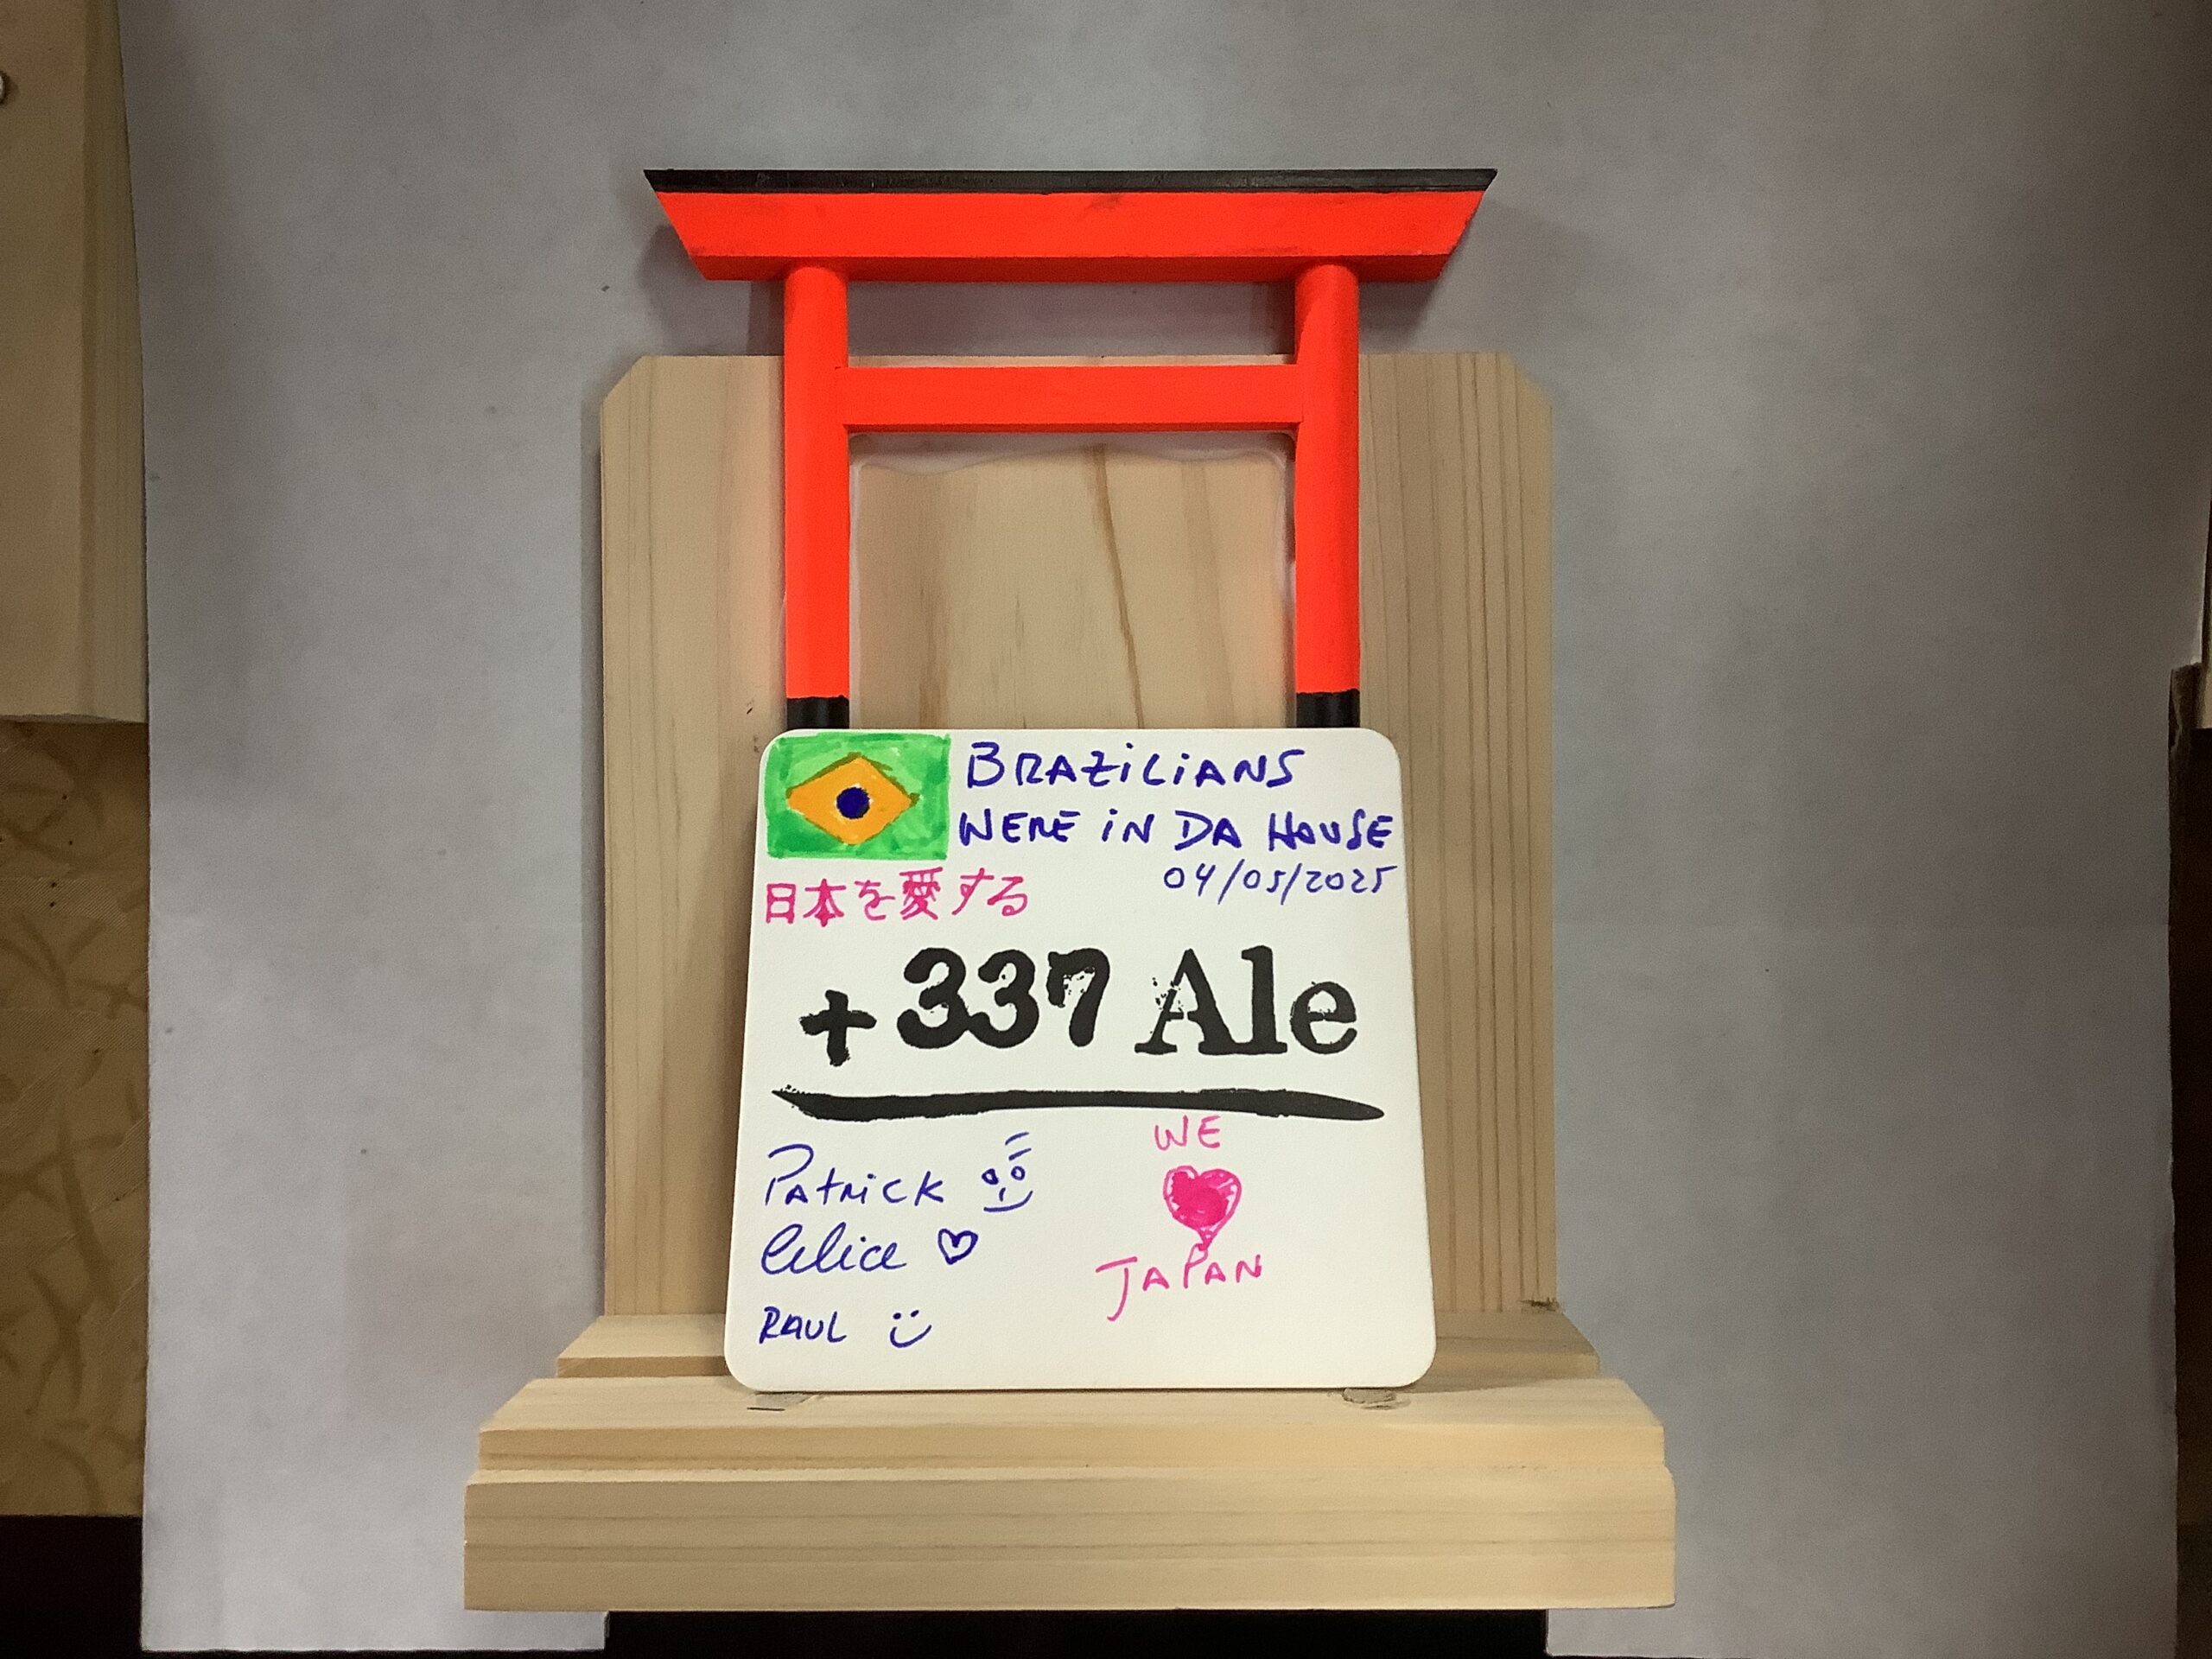 BRAZiLiANS
WERE iN DA HOUSE
04/05/2025
日本を愛する
+337 Ale
WE
JAPAN
PATRiCK
RAUL